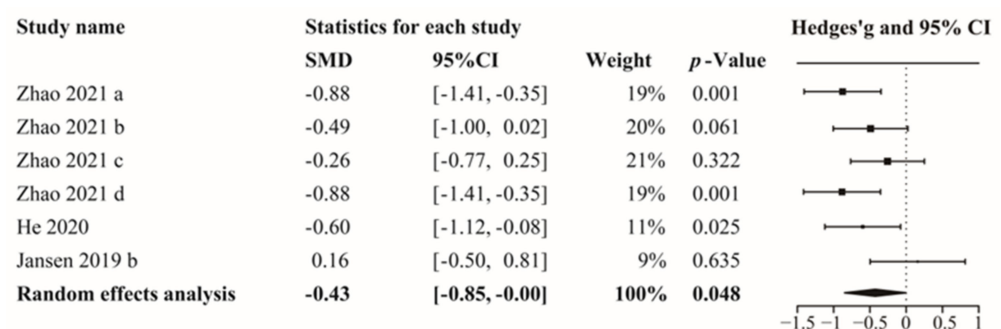 Study name Statistics for each study Hedges'g and 95% CI
SMD 95%CI Weight p-Value
Zhao 2021 a -0.88 [-1.41, -0.35] 19% 0.001
Zhao 2021 b -0.49 [-1.00, 0.02] 20% 0.061
Zhao 2021 c -0.26 [-0.77, 0.25] 21% 0.322
Zhao 2021 d -0.88 [-1.41, -0.35] 19% 0.001
He 2020 -0.60 [-1.12, -0.08] 11% 0.025
Jansen 2019 b 0.16 [-0.50, 0.81] 9% 0.635
Random effects analysis -0.43 [-0.85, -0.00] 100% 0.048
−1.5 −1 −0.5 0 0.5 1